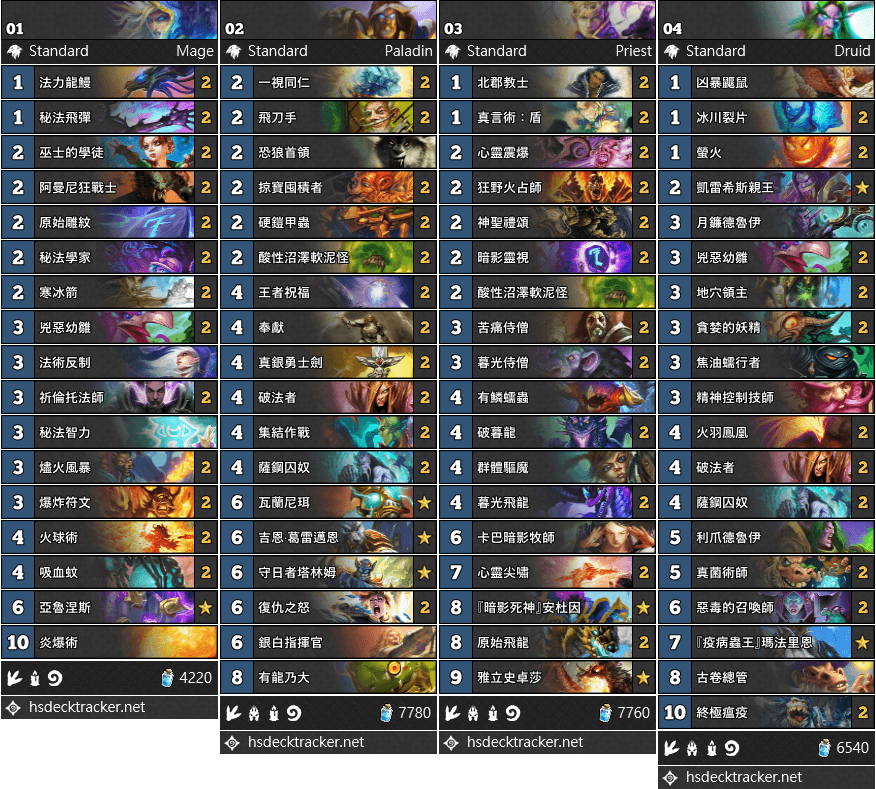 01
Standard Mage
1 法力龍鰻 2
1 秘法飛彈 2
2 巫士的學徒 2
2 阿曼尼狂戰士 2
2 原始雕紋 2
2 秘法學家 2
2 寒冰箭 2
3 兇惡幼雛 2
3 法術反制
3 祈倫托法師 2
3 秘法智力
3 爐火風暴 2
3 爆炸符文 2
4 火球術 2
4 吸血蚊 2
6 亞魯涅斯 ★
10 炎爆術
4220
hsdecktracker.net
02
Standard Paladin
2 一視同仁 2
2 飛刀手 2
2 恐狼首領 2
2 掠寶囤積者 2
2 硬鎧甲蟲 2
2 酸性沼澤軟泥怪 2
4 王者祝福 2
4 奉獻 2
4 真銀勇士劍 2
4 破法者 2
4 集結作戰 2
4 薩鋼囚奴 2
6 瓦蘭尼珥 ★
6 吉恩·葛雷邁恩 ★
6 守日者塔林姆 ★
6 復仇之怒 2
6 銀白指揮官
8 有龍乃大
7780
hsdecktracker.net
03
Standard Priest
1 北郡教士 2
1 真言術：盾 2
2 心靈震爆 2
2 狂野火占師 2
2 神聖禮頌 2
2 暗影靈視 2
2 酸性沼澤軟泥怪
3 苦痛侍僧 2
3 暮光侍僧 2
4 有鱗蠕蟲 2
4 破暮龍 2
4 群體驅魔
4 暮光飛龍 2
6 卡巴暗影牧師
7 心靈尖嘯 2
8 『暗影死神』安杜因 ★
8 原始飛龍 2
9 雅立史卓莎 ★
7760
hsdecktracker.net
04
Standard Druid
1 凶暴鼴鼠
1 冰川裂片 2
1 螢火 2
2 凱雷希斯親王 ★
3 月鐮德魯伊
3 兇惡幼雛 2
3 地穴領主 2
3 貪婪的妖精 2
3 焦油蠕行者
3 精神控制技師
4 火羽鳳凰 2
4 破法者 2
4 薩鋼囚奴 2
5 利爪德魯伊
5 真菌術師 2
6 惡毒的召喚師 2
7 『疫病蟲王』瑪法里恩 ★
8 古卷總管
10 終極瘟疫 2
6540
hsdecktracker.net